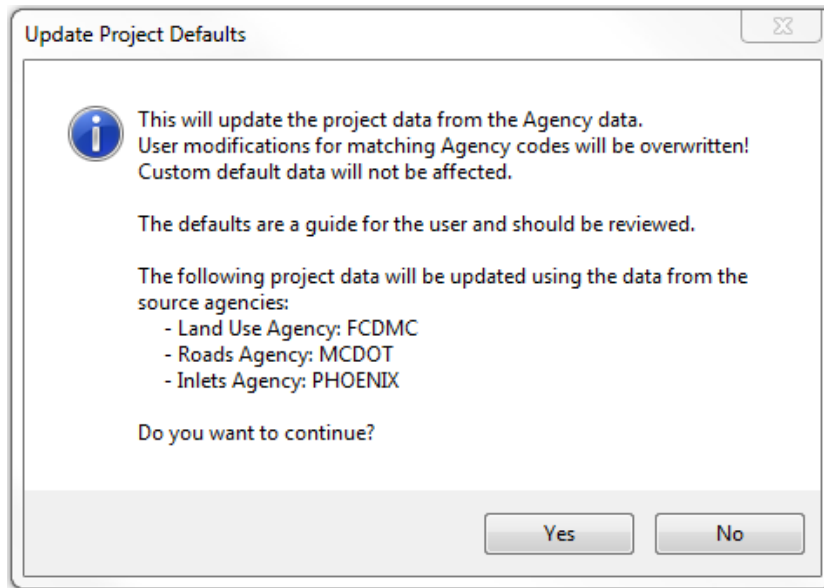 Update Project Defaults
This will update the project data from the Agency data.
User modifications for matching Agency codes will be overwritten!
Custom default data will not be affected.
The defaults are a guide for the user and should be reviewed.
The following project data will be updated using the data from the
source agencies:
- Land Use Agency: FCDMC
- Roads Agency: MCDOT
- Inlets Agency: PHOENIX
Do you want to continue?
Yes
No